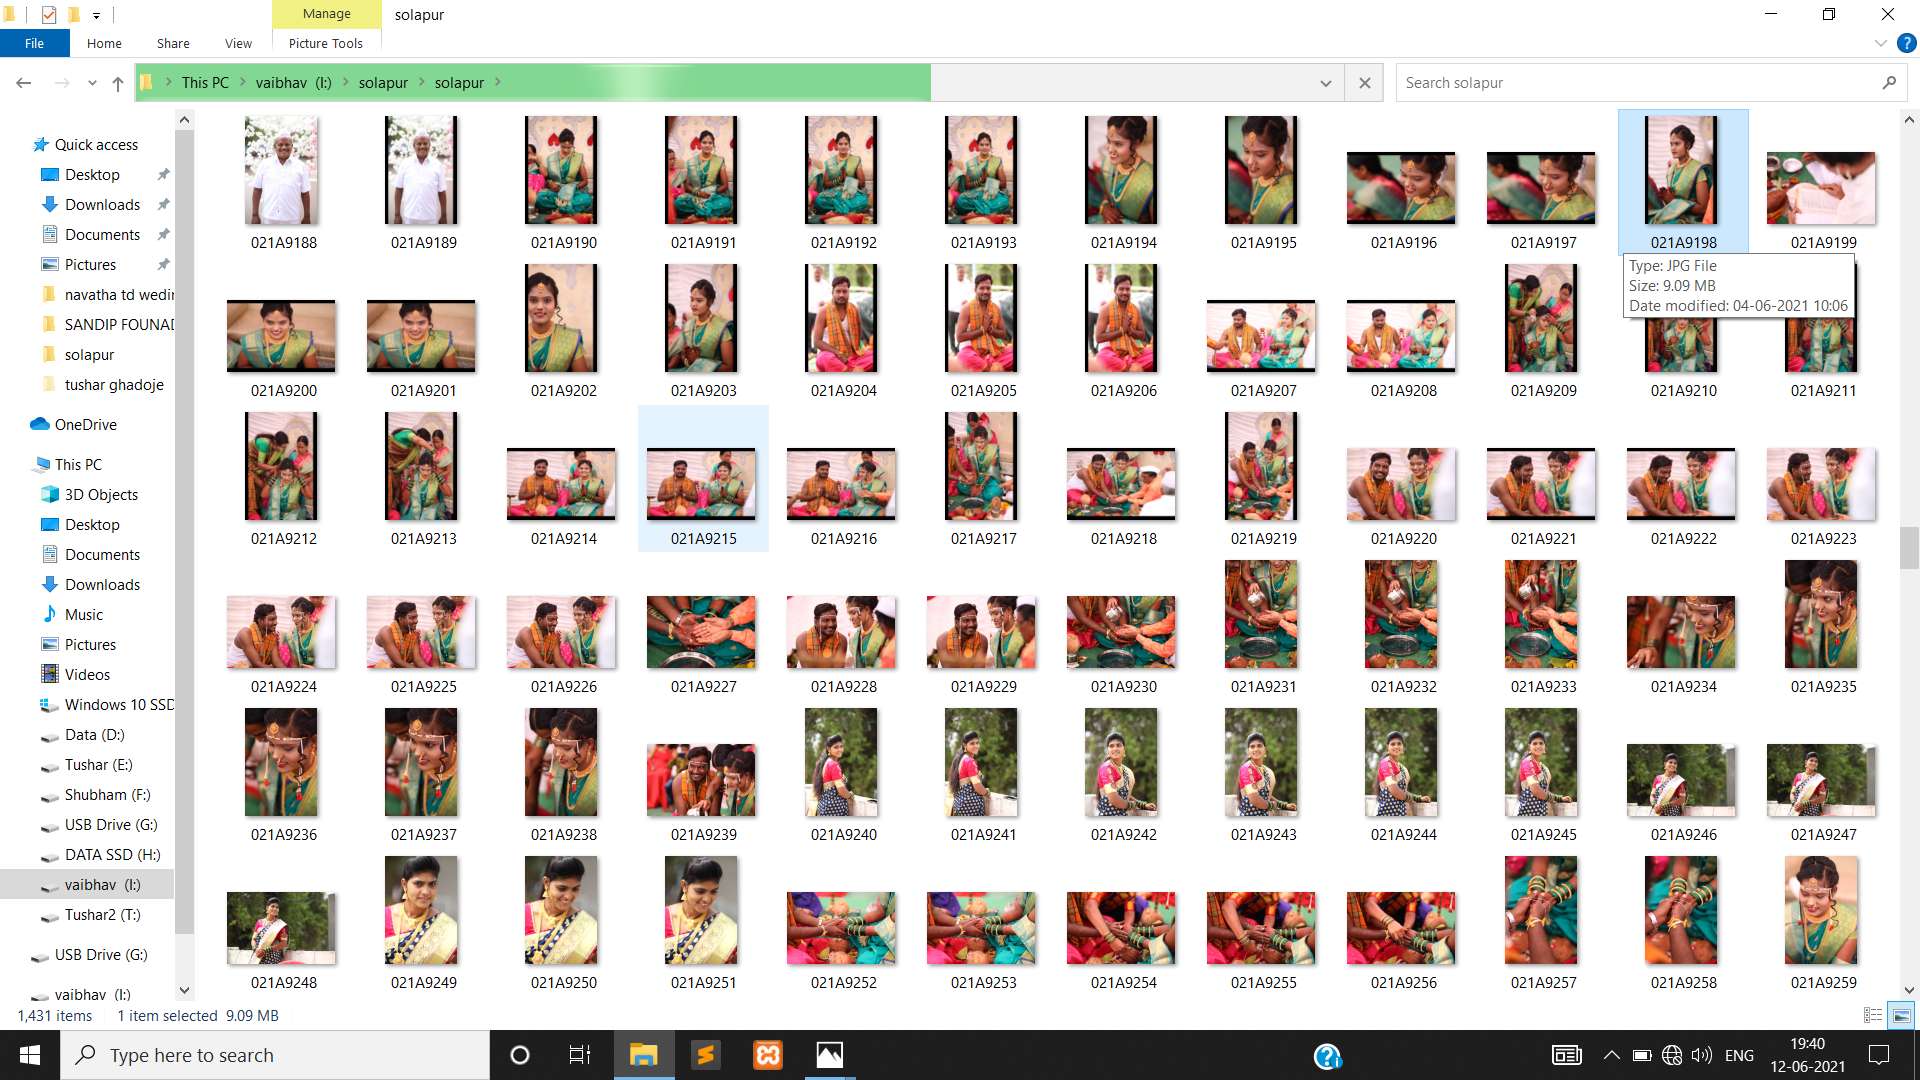 Manage
solapur
File
Home
Share
View
Picture Tools
This PC
vaibhav (I:)
solapur
solapur
Search solapur
Quick access
Desktop
Downloads
Documents
Pictures
navatha td wedin
SANDIP FOUNAD
solapur
tushar ghadoje
OneDrive
This PC
3D Objects
Desktop
Documents
Downloads
Music
Pictures
Videos
Windows 10 SSD
Data (D:)
Tushar (E:)
Shubham (F:)
USB Drive (G:)
DATA SSD (H:)
vaibhav (I:)
Tushar2 (T:)
USB Drive (G:)
vaibhav (I:)
021A9188 021A9189 021A9190 021A9191 021A9192 021A9193 021A9194 021A9195 021A9196 021A9197 021A9198 021A9199
Type: JPG File
Size: 9.09 MB
Date modified: 04-06-2021 10:06
021A9200 021A9201 021A9202 021A9203 021A9204 021A9205 021A9206 021A9207 021A9208 021A9209 021A9210 021A9211
021A9212 021A9213 021A9214 021A9215 021A9216 021A9217 021A9218 021A9219 021A9220 021A9221 021A9222 021A9223
021A9224 021A9225 021A9226 021A9227 021A9228 021A9229 021A9230 021A9231 021A9232 021A9233 021A9234 021A9235
021A9236 021A9237 021A9238 021A9239 021A9240 021A9241 021A9242 021A9243 021A9244 021A9245 021A9246 021A9247
021A9248 021A9249 021A9250 021A9251 021A9252 021A9253 021A9254 021A9255 021A9256 021A9257 021A9258 021A9259
1,431 items 1 item selected 9.09 MB
Type here to search
ENG
19:40
12-06-2021